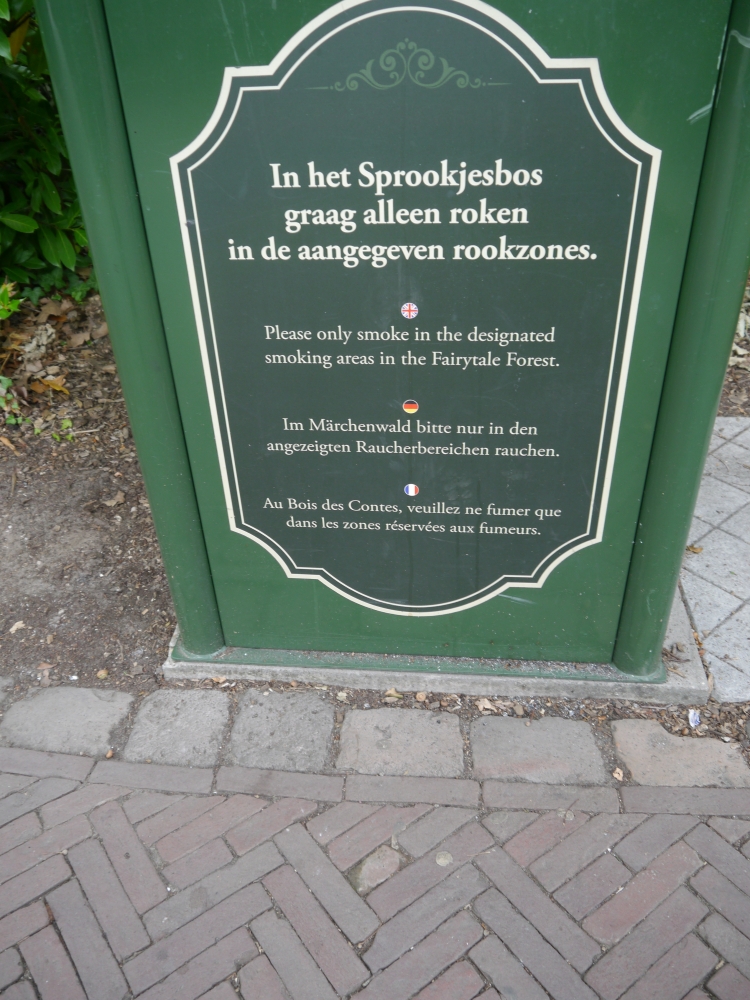 In het Sprookjesbos
graag alleen roken
in de aangegeven rookzones.
Please only smoke in the designated
smoking areas in the Fairytale Forest.
Im Märchenwald bitte nur in den
angezeigten Raucherbereichen rauchen.
Au Bois des Contes, veuillez ne fumer que
dans les zones réservées aux fumeurs.